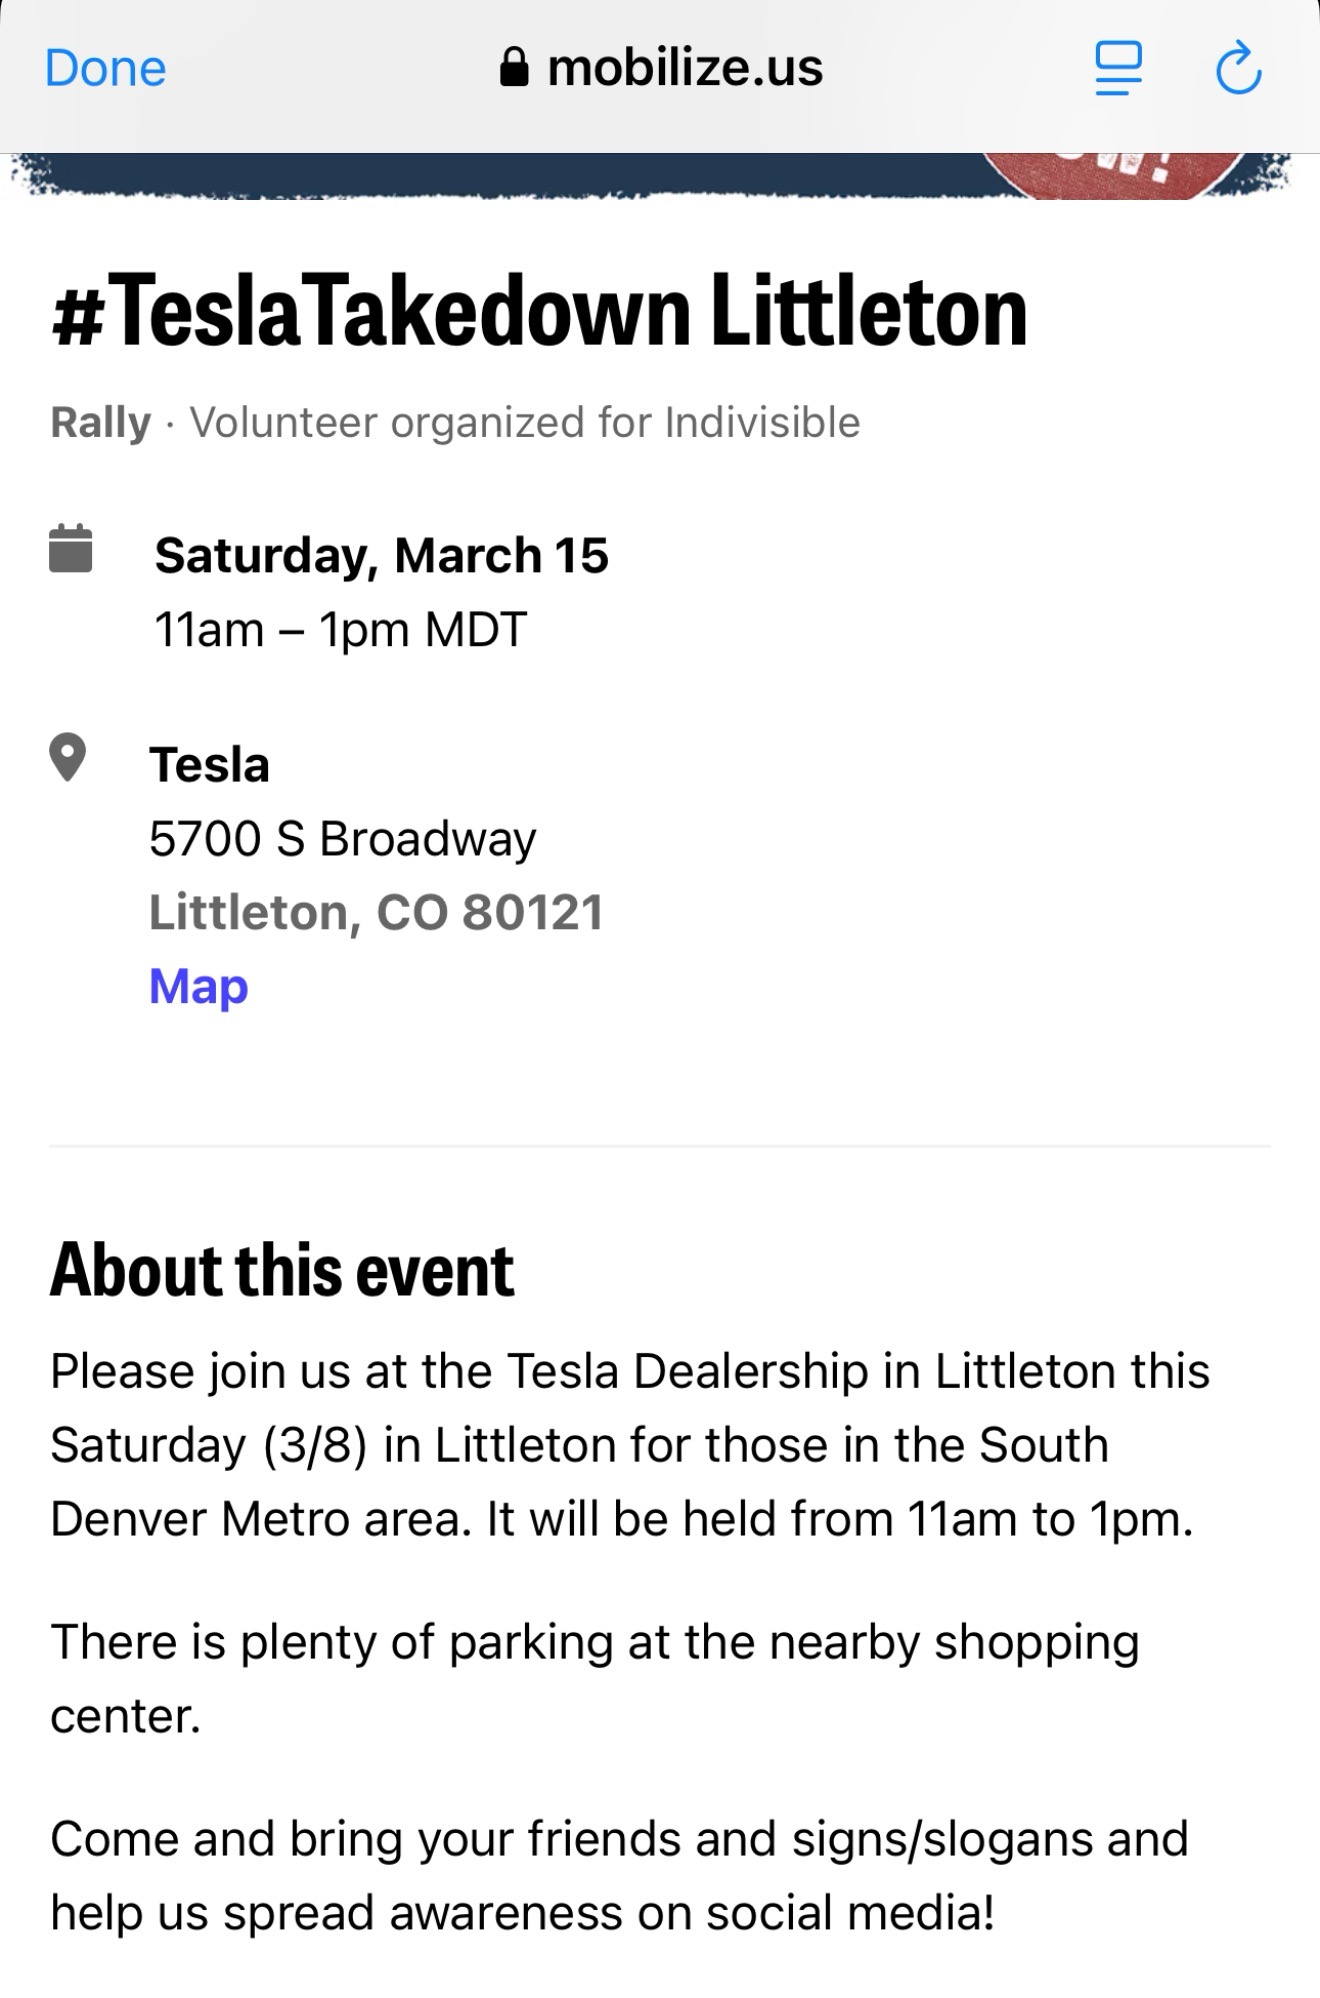 Done
mobilize.us
OW!
#TeslaTakedown Littleton
Rally · Volunteer organized for Indivisible
Saturday, March 15
11am – 1pm MDT
Tesla
5700 S Broadway
Littleton, CO 80121
Map
About this event
Please join us at the Tesla Dealership in Littleton this
Saturday (3/8) in Littleton for those in the South
Denver Metro area. It will be held from 11am to 1pm.
There is plenty of parking at the nearby shopping
center.
Come and bring your friends and signs/slogans and
help us spread awareness on social media!